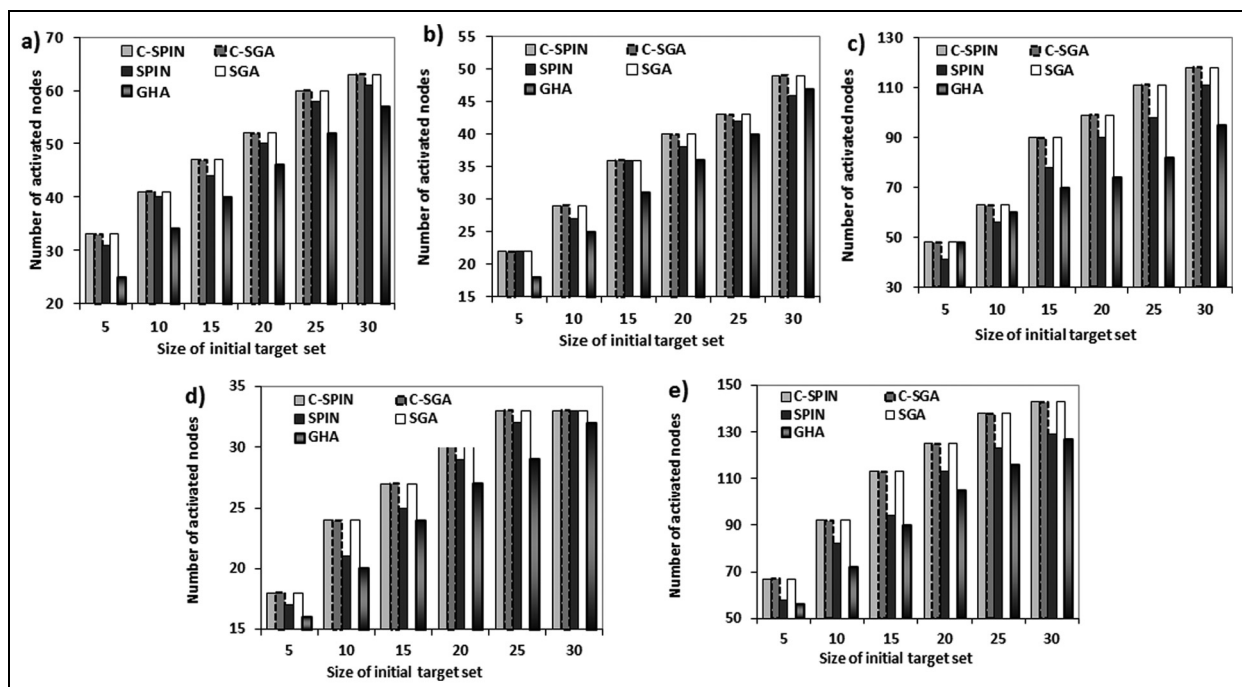 a)
Number of activated nodes
C-SPIN
C-SGA
SPIN
SGA
GHA
70
60
50
40
30
20
5 10 15 20 25 30
Size of initial target set
b)
Number of activated nodes
C-SPIN
C-SGA
SPIN
SGA
GHA
55
50
45
40
35
30
25
20
15
5 10 15 20 25 30
Size of initial target set
c)
Number of activated nodes
C-SPIN
C-SGA
SPIN
SGA
GHA
130
110
90
70
50
30
5 10 15 20 25 30
Size of initial target set
d)
Number of activated nodes
C-SPIN
C-SGA
SPIN
SGA
GHA
35
33
25
15
5 10 15 20 25 30
Size of initial target set
e)
Number of activated nodes
C-SPIN
C-SGA
SPIN
SGA
GHA
150
130
110
90
70
50
5 10 15 20 25 30
Size of initial target set